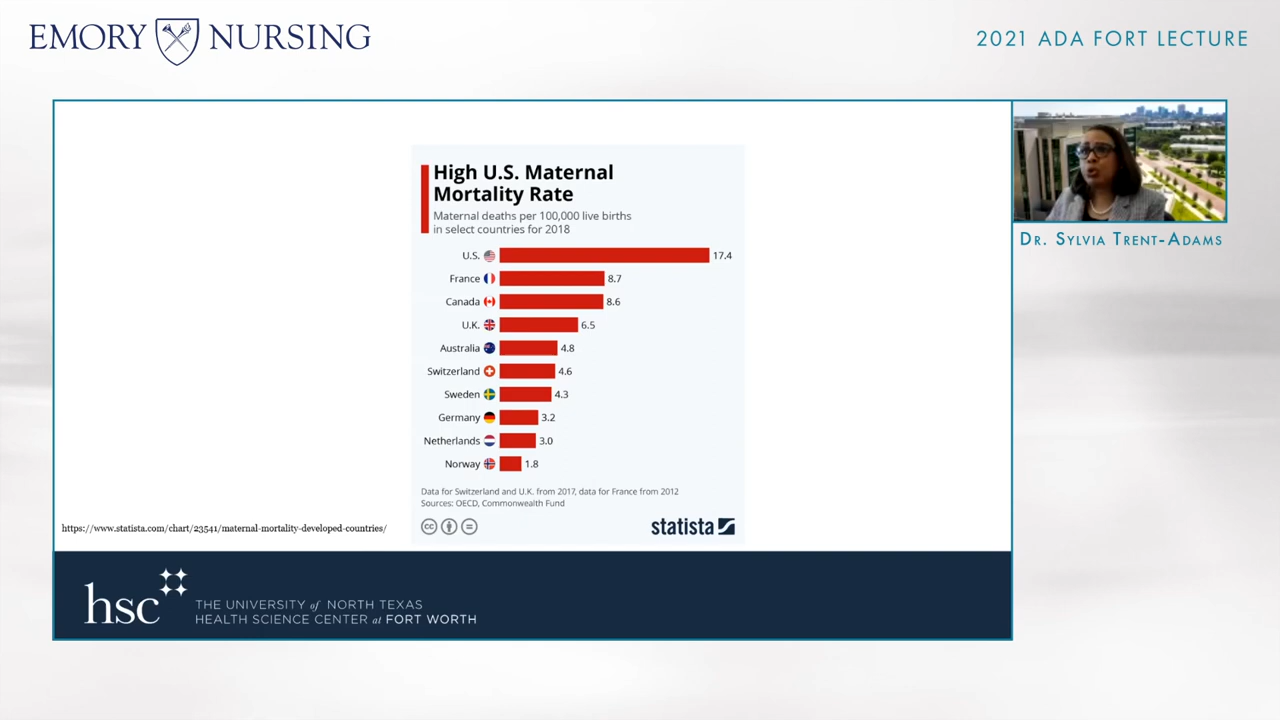 EMORY NURSING
2021 ADA FORT LECTURE
High U.S. Maternal
Mortality Rate
Maternal deaths per 100,000 live births
in select countries for 2018
U.S. 17.4
France 8.7
Canada 8.6
U.K. 6.5
Australia 4.8
Switzerland 4.6
Sweden 4.3
Germany 3.2
Netherlands 3.0
Norway 1.8
Data for Switzerland and U.K. from 2017, data for France from 2012
Sources: OECD, Commonwealth Fund
cc
statista
https://www.statista.com/chart/23541/maternal-mortality-developed-countries/
DR. SYLVIA TRENT-ADAMS
hsc
THE UNIVERSITY of NORTH TEXAS
HEALTH SCIENCE CENTER at FORT WORTH